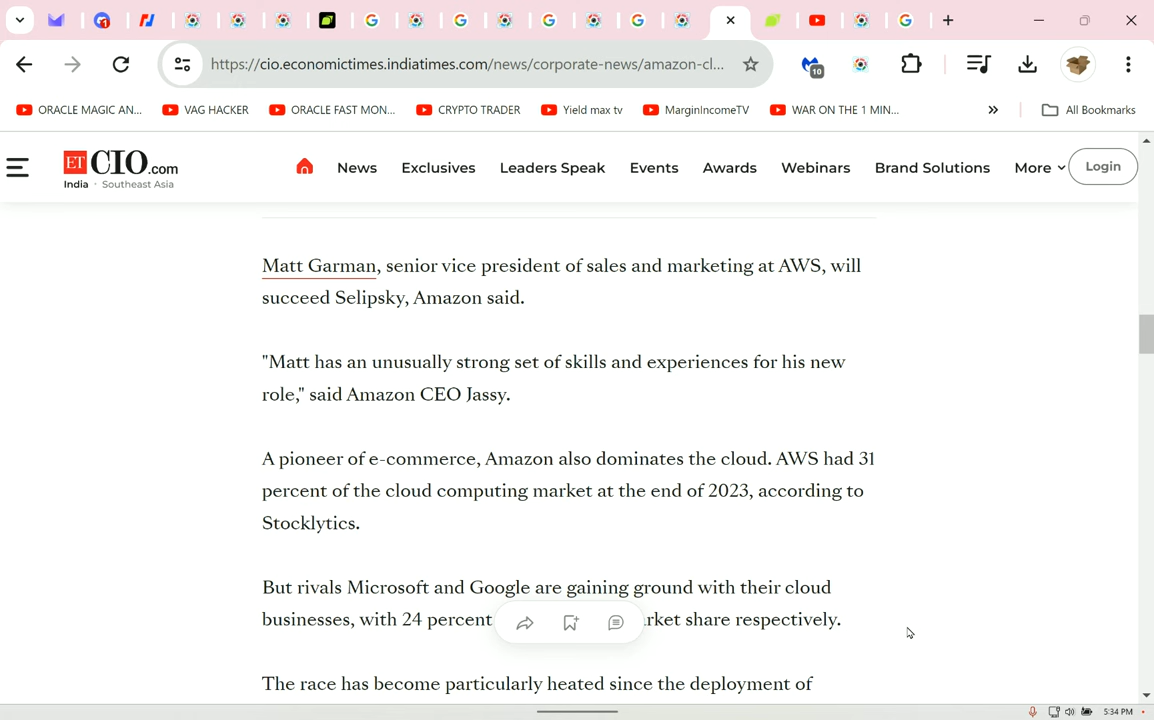 https://cio.economictimes.indiatimes.com/news/corporate-news/amazon-cl...
10
ORACLE MAGIC AN...
VAG HACKER
ORACLE FAST MON...
CRYPTO TRADER
Yield max tv
MarginIncomeTV
WAR ON THE 1 MIN...
»
All Bookmarks
ET CIO.com
India · Southeast Asia
News
Exclusives
Leaders Speak
Events
Awards
Webinars
Brand Solutions
More
Login
Matt Garman, senior vice president of sales and marketing at AWS, will
succeed Selipsky, Amazon said.
"Matt has an unusually strong set of skills and experiences for his new
role," said Amazon CEO Jassy.
A pioneer of e-commerce, Amazon also dominates the cloud. AWS had 31
percent of the cloud computing market at the end of 2023, according to
Stocklytics.
But rivals Microsoft and Google are gaining ground with their cloud
businesses, with 24 percent rket share respectively.
The race has become particularly heated since the deployment of
5:34 PM